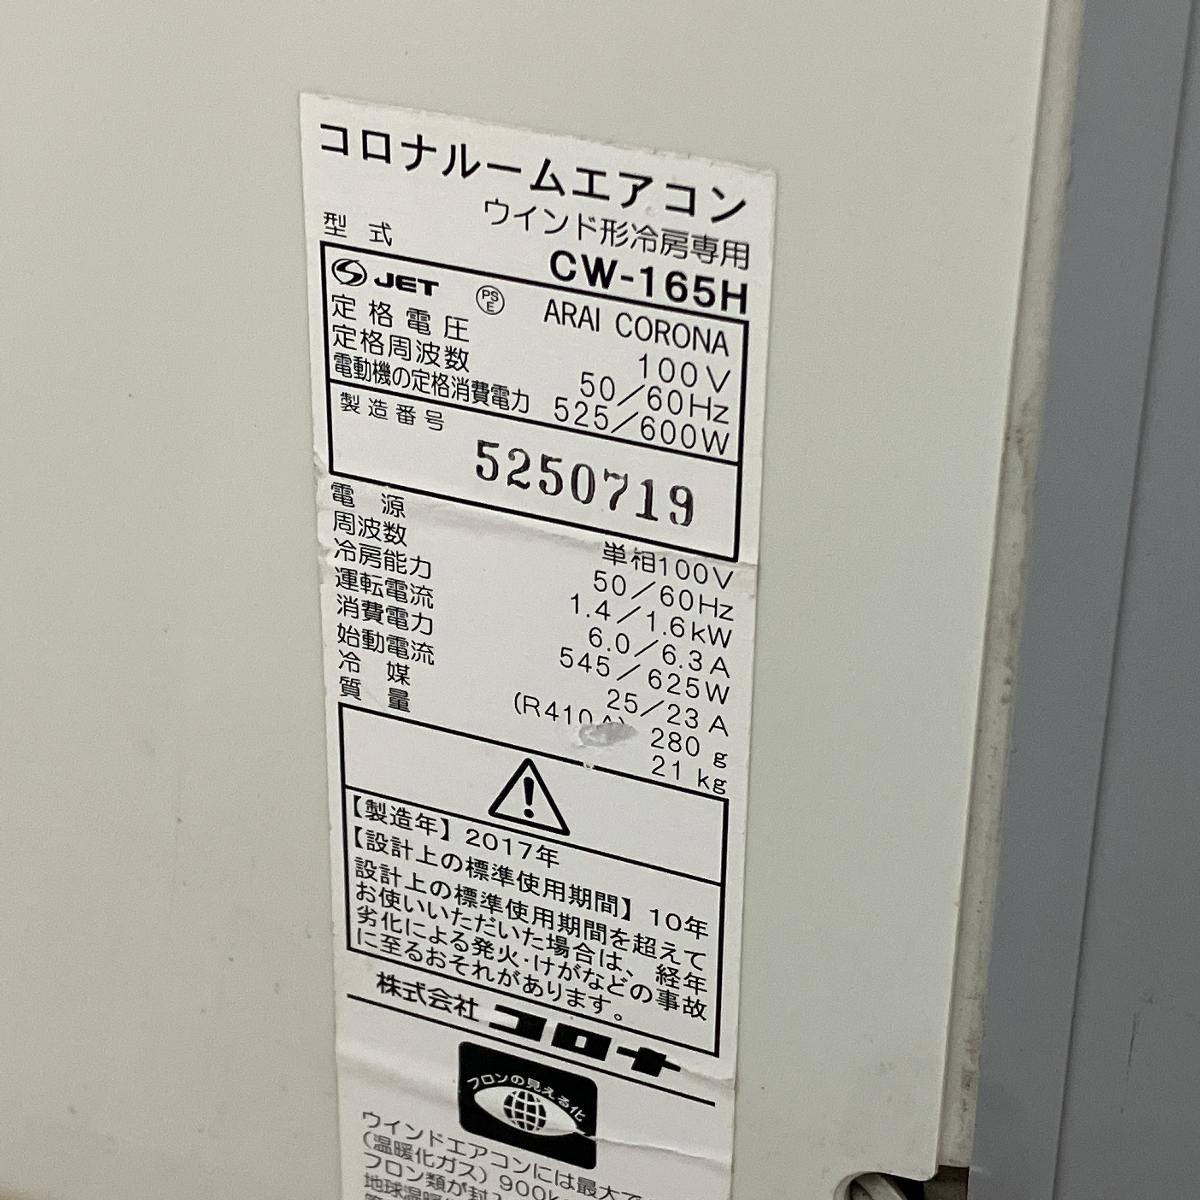 コロナルームエアコン
ウインド形冷房専用
型式 CW-165H
JET PSE ARAI CORONA
定格電圧 100V
定格周波数 50/60Hz
電動機の定格消費電力 525/600W
製造番号
5250719
電源 単相100V
周波数 50/60Hz
冷房能力 1.4/1.6kW
運転電流 6.0/6.3A
消費電力 545/625W
始動電流 25/23A
冷媒 (R410A) 280g
質量 21kg
【製造年】2017年
【設計上の標準使用期間】10年
設計上の標準使用期間を超えて
お使いいただいた場合は、経年
劣化による発火・けがなどの事故
に至るおそれがあります。
株式会社 コロナ
フロンの見える化
ウインドエアコンには最大で
(温暖化ガス) 900k
フロン類が封入
地球温暖